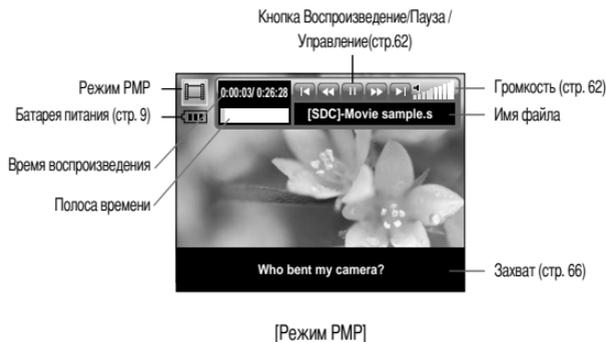 Кнопка Воспроизведение/Пауза /
Управление(стр.62)
Режим PMP
Батарея питания (стр. 9)
Время воспроизведения
Полоса времени
0:00:03/ 0:26:28
[SDC]-Movie sample.s
Громкость (стр. 62)
Имя файла
Who bent my camera?
Захват (стр. 66)
[Режим PMP]